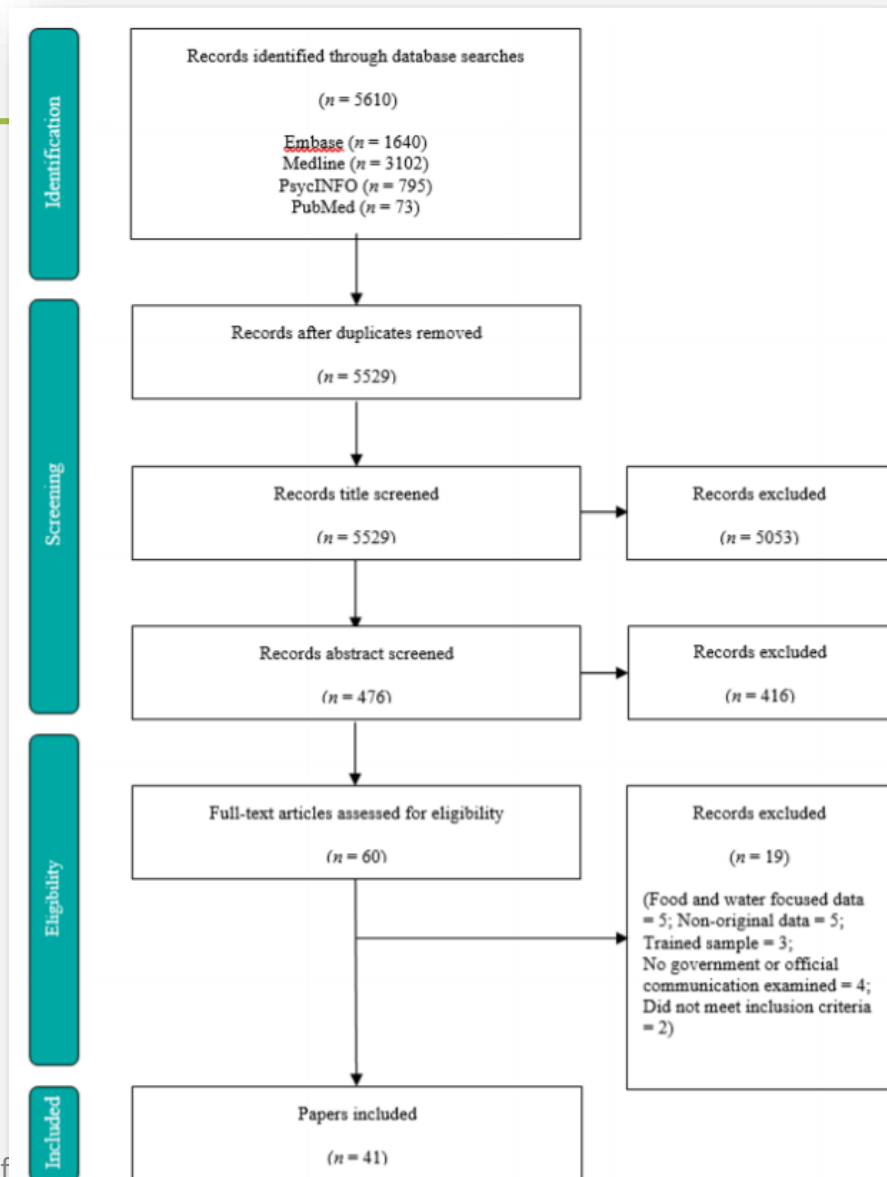 Identification
Records identified through database searches
(n = 5610)
Embase (n = 1640)
Medline (n = 3102)
PsycINFO (n = 795)
PubMed (n = 73)
Screening
Records after duplicates removed
(n = 5529)
Records title screened
(n = 5529)
Records excluded
(n = 5053)
Records abstract screened
(n = 476)
Records excluded
(n = 416)
Eligibility
Full-text articles assessed for eligibility
(n = 60)
Records excluded
(n = 19)
(Food and water focused data
= 5; Non-original data = 5;
Trained sample = 3;
No government or official
communication examined = 4;
Did not meet inclusion criteria
= 2)
Included
Papers included
(n = 41)
f